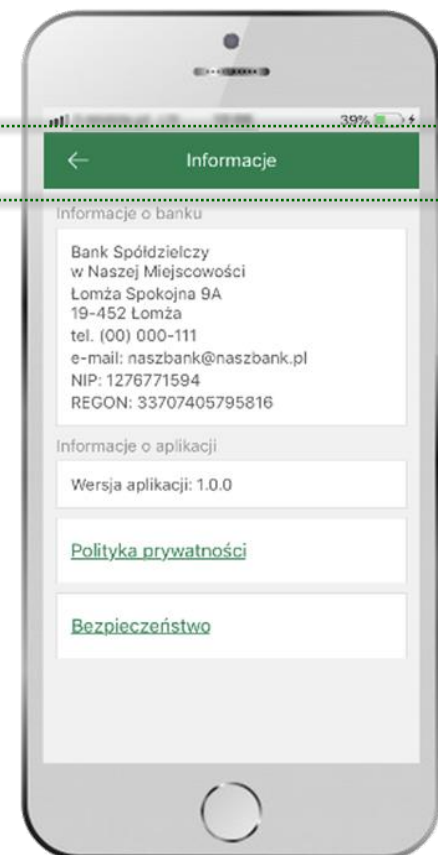 39%
Informacje
Informacje o banku
Bank Spółdzielczy
w Naszej Miejscowości
Łomża Spokojna 9A
19-452 Łomża
tel. (00) 000-111
e-mail: naszbank@naszbank.pl
NIP: 1276771594
REGON: 33707405795816
Informacje o aplikacji
Wersja aplikacji: 1.0.0
Polityka prywatności
Bezpieczeństwo